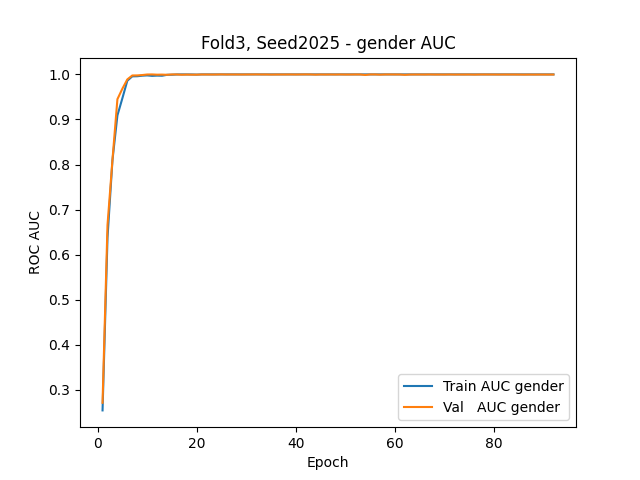 Fold3, Seed2025 - gender AUC
1.0
0.9
0.8
0.7
0.6
0.5
0.4
0.3
ROC AUC
0 20 40 60 80
Epoch
Train AUC gender
Val   AUC gender